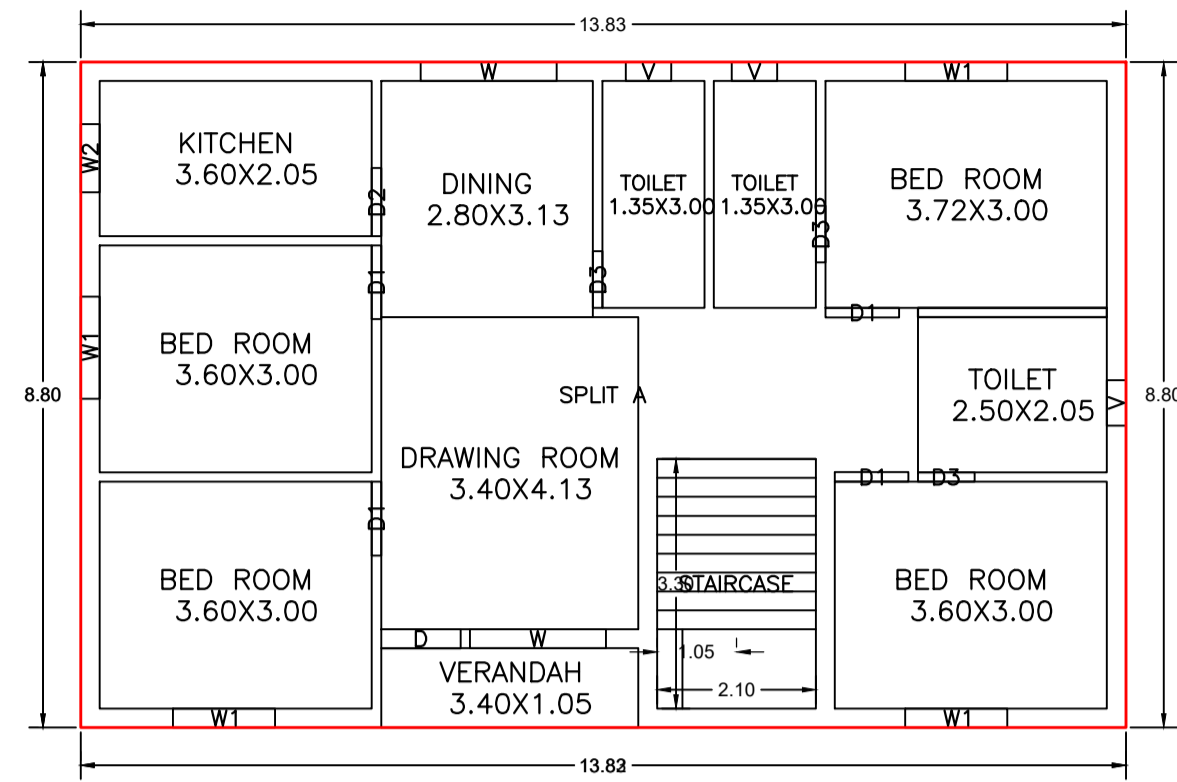 13.83
W
V
V
W1
KITCHEN
3.60X2.05
W2
D2
DINING
2.80X3.13
TOILET
1.35X3.00
TOILET
1.35X3.00
D3
BED ROOM
3.72X3.00
D1
D3
D1
BED ROOM
3.60X3.00
W1
8.80
SPLIT A
TOILET
2.50X2.05
V
8.80
DRAWING ROOM
3.40X4.13
D1
D3
D1
BED ROOM
3.60X3.00
3.30
STAIRCASE
BED ROOM
3.60X3.00
D
W
1.05
VERANDAH
3.40X1.05
2.10
W1
W1